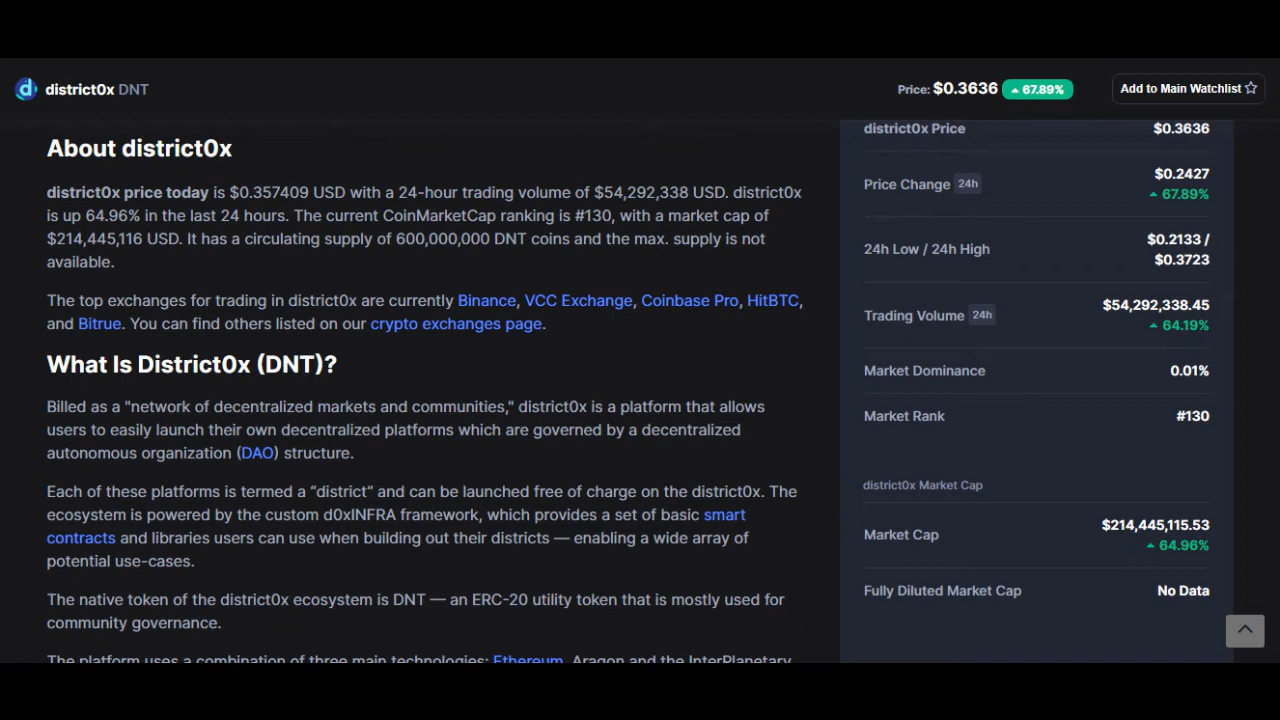 district0x DNT
Price: $0.3636 67.89%
Add to Main Watchlist
About district0x
district0x price today is $0.357409 USD with a 24-hour trading volume of $54,292,338 USD. district0x
is up 64.96% in the last 24 hours. The current CoinMarketCap ranking is #130, with a market cap of
$214,445,116 USD. It has a circulating supply of 600,000,000 DNT coins and the max. supply is not
available.
The top exchanges for trading in district0x are currently Binance, VCC Exchange, Coinbase Pro, HitBTC,
and Bitrue. You can find others listed on our crypto exchanges page.
What Is District0x (DNT)?
Billed as a "network of decentralized markets and communities," district0x is a platform that allows
users to easily launch their own decentralized platforms which are governed by a decentralized
autonomous organization (DAO) structure.
Each of these platforms is termed a “district” and can be launched free of charge on the district0x. The
ecosystem is powered by the custom d0xINFRA framework, which provides a set of basic smart
contracts and libraries users can use when building out their districts — enabling a wide array of
potential use-cases.
The native token of the district0x ecosystem is DNT — an ERC-20 utility token that is mostly used for
community governance.
The platform uses a combination of three main technologies: Ethereum, Aragon and the InterPlanetary
district0x Price $0.3636
Price Change 24h $0.2427
67.89%
24h Low / 24h High $0.2133 /
$0.3723
Trading Volume 24h $54,292,338.45
64.19%
Market Dominance 0.01%
Market Rank #130
district0x Market Cap
Market Cap $214,445,115.53
64.96%
Fully Diluted Market Cap No Data